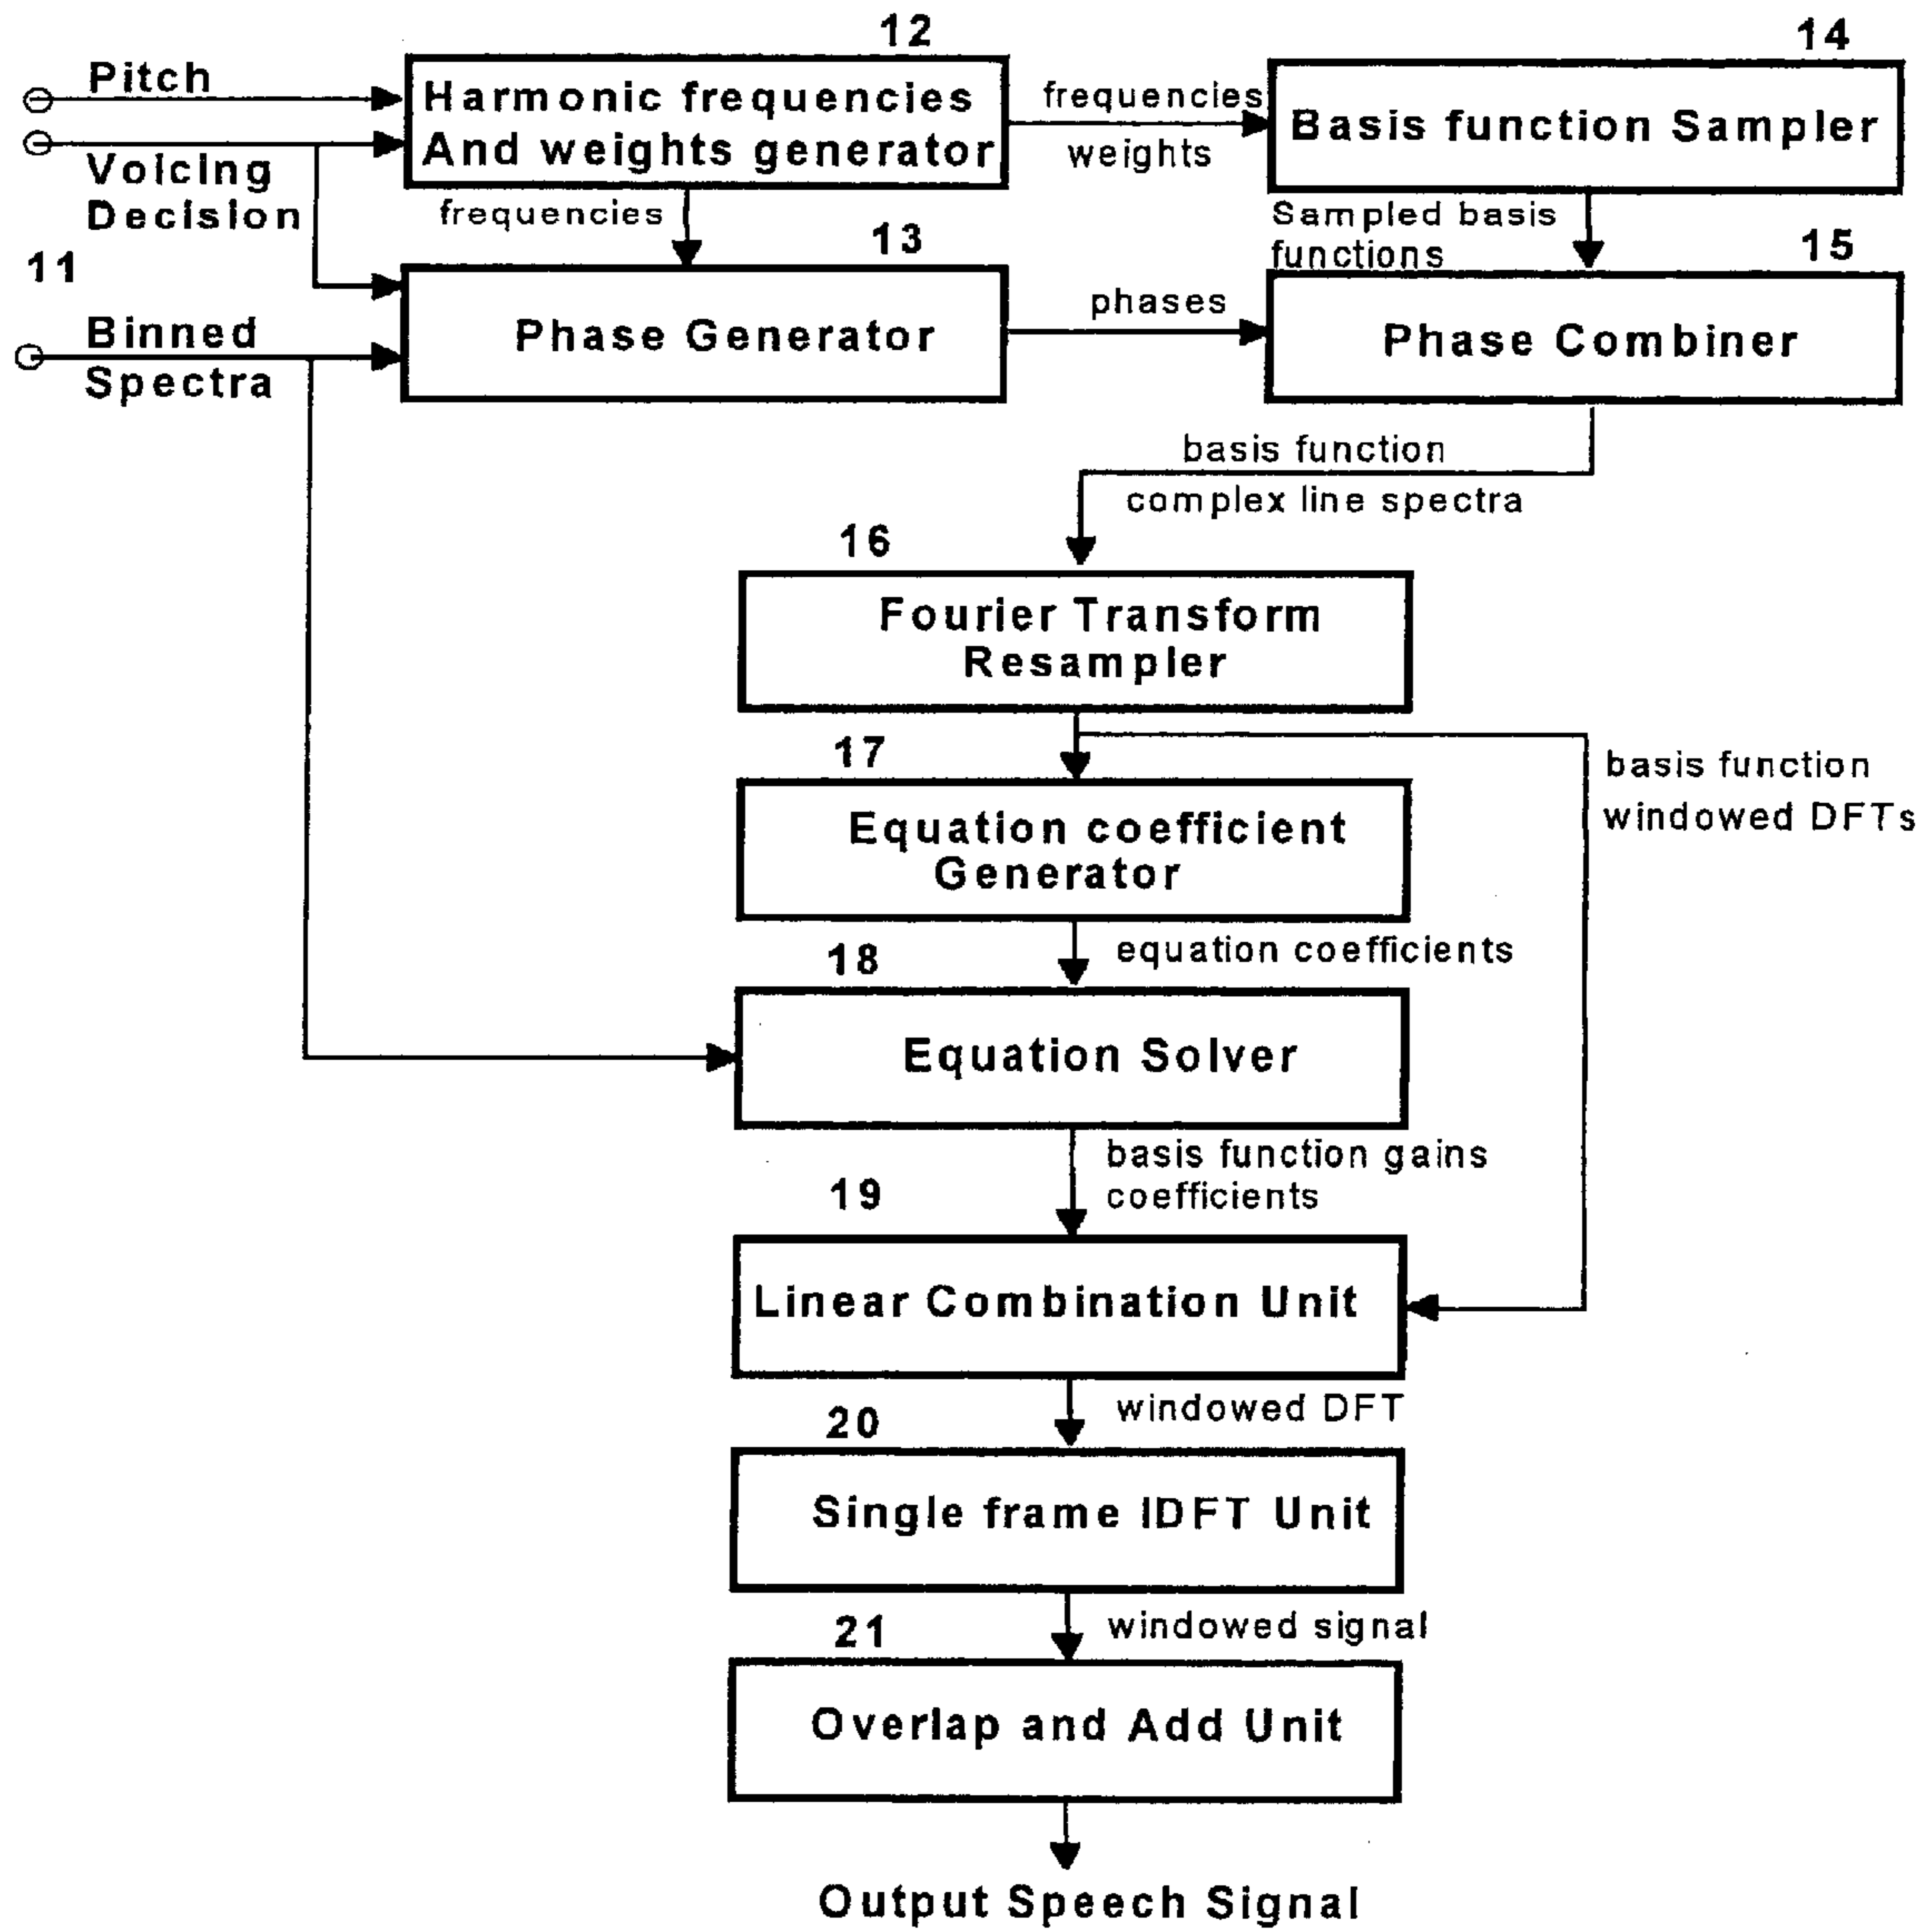 12
14
Pitch
Harmonic frequencies
And weights generator
frequencies
weights
Basis function Sampler
Voicing
Decision
frequencies
Sampled basis
functions
11
13
15
Binned
Spectra
Phase Generator
phases
Phase Combiner
basis function
complex line spectra
16
Fourier Transform
Resampler
17
basis function
windowed DFTs
Equation coefficient
Generator
18
equation coefficients
Equation Solver
basis function gains
coefficients
19
Linear Combination Unit
windowed DFT
20
Single frame IDFT Unit
windowed signal
21
Overlap and Add Unit
Output Speech Signal